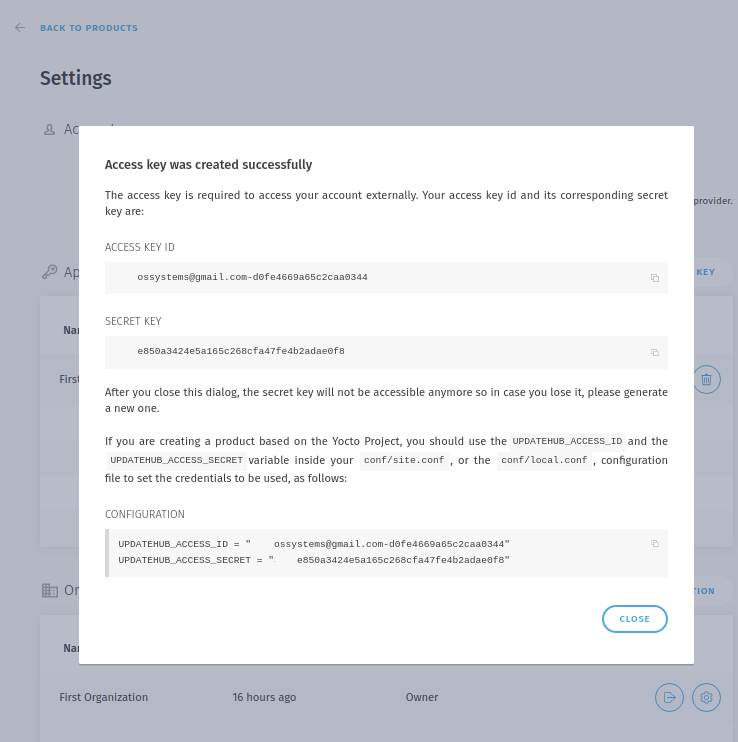 BACK TO PRODUCTS
Settings
provider.
KEY
Access key was created successfully
The access key is required to access your account externally. Your access key id and its corresponding secret
key are:
ACCESS KEY ID
ossystems@gmail.com-d0fe4669a65c2caa0344
SECRET KEY
e850a3424e5a165c268cfa47fe4b2adae0f8
After you close this dialog, the secret key will not be accessible anymore so in case you lose it, please generate
a new one.
If you are creating a product based on the Yocto Project, you should use the UPDATEHUB_ACCESS_ID and the
UPDATEHUB_ACCESS_SECRET variable inside your conf/site.conf , or the conf/local.conf , configuration
file to set the credentials to be used, as follows:
CONFIGURATION
UPDATEHUB_ACCESS_ID = " ossystems@gmail.com-d0fe4669a65c2caa0344"
UPDATEHUB_ACCESS_SECRET = " e850a3424e5a165c268cfa47fe4b2adae0f8"
CLOSE
First
First Organization 16 hours ago Owner